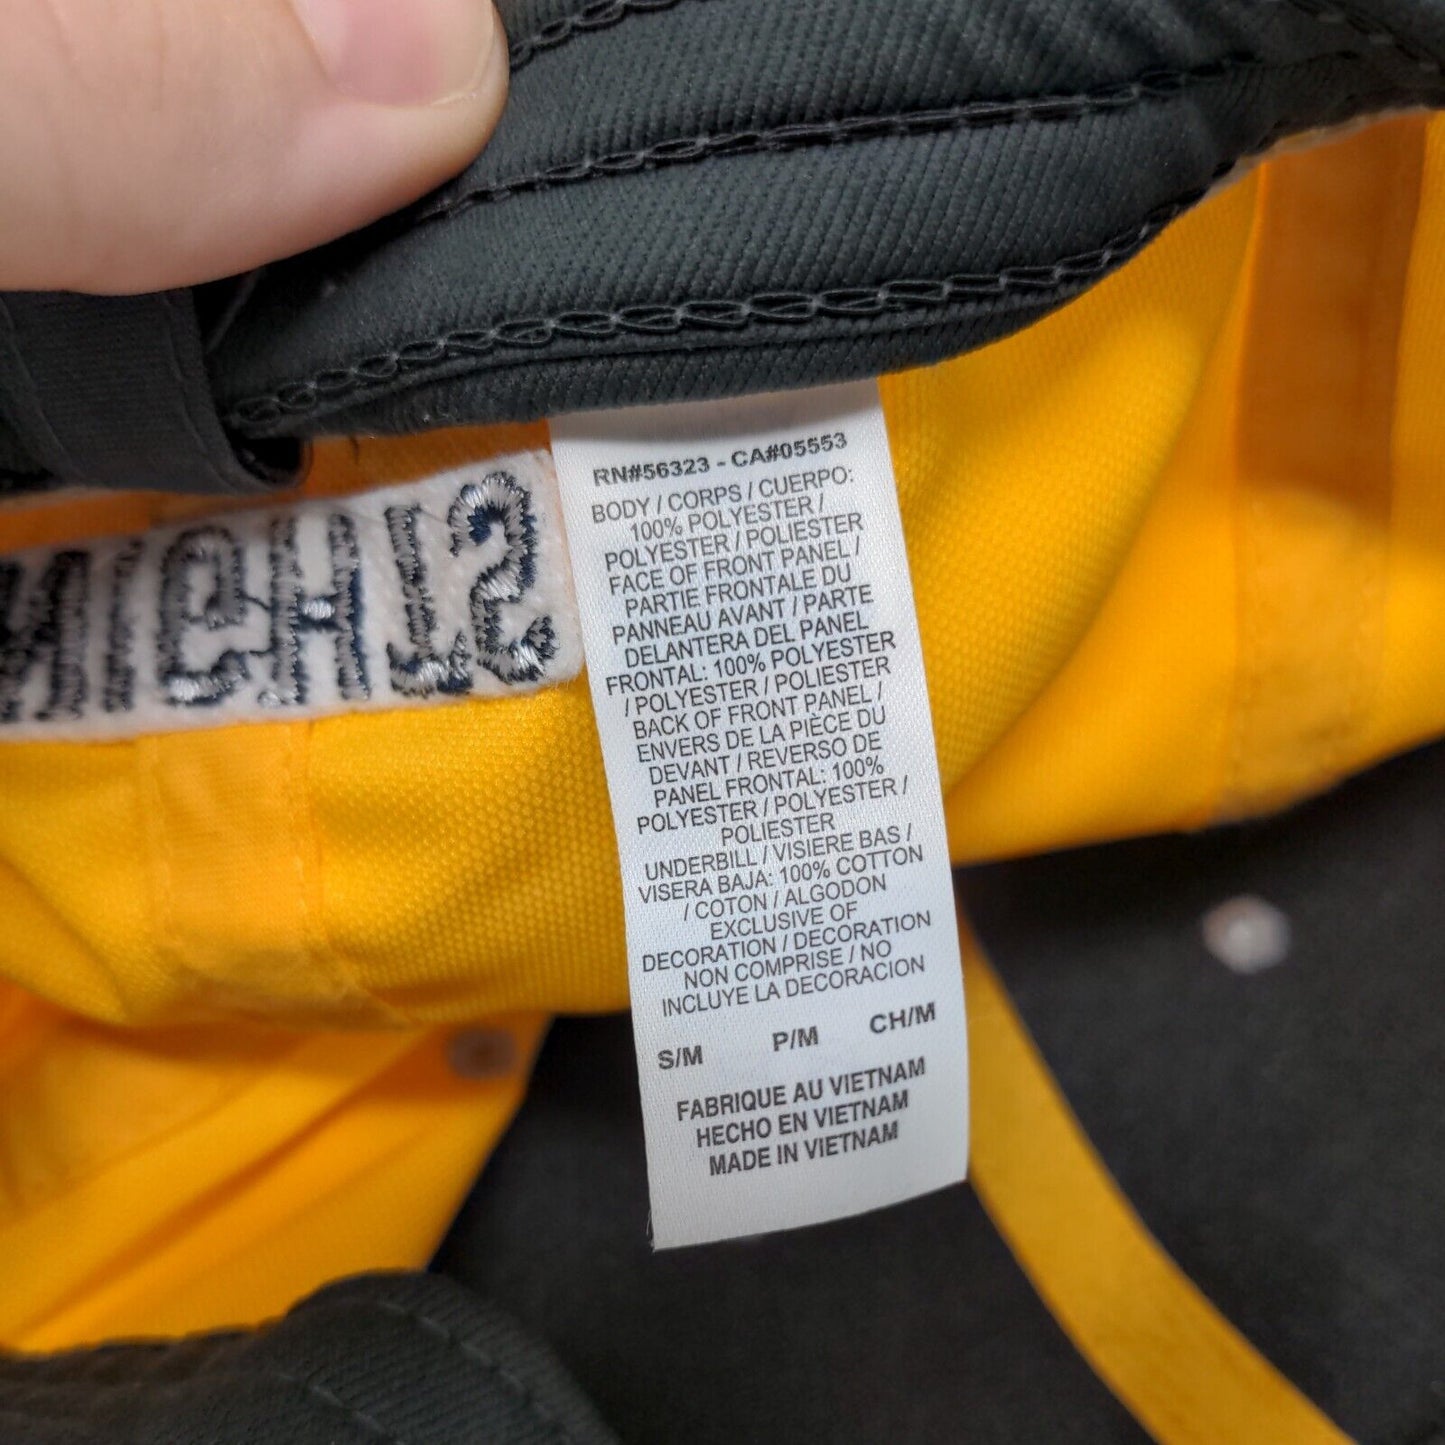 RN#56323 - CA#05553
BODY / CORPS / CUERPO:
100% POLYESTER /
POLYESTER / POLIESTER
FACE OF FRONT PANEL /
PARTIE FRONTALE DU
PANNEAU AVANT / PARTE
DELANTERA DEL PANEL
FRONTAL: 100% POLYESTER
/ POLYESTER / POLIESTER
BACK OF FRONT PANEL /
ENVERS DE LA PIÈCE DU
DEVANT / REVERSO DE
PANEL FRONTAL: 100%
POLYESTER / POLYESTER /
POLIESTER
UNDERBILL / VISIERE BAS /
VISERA BAJA: 100% COTTON
/ COTON / ALGODON
EXCLUSIVE OF
DECORATION / DECORATION
NON COMPRISE / NO
INCLUYE LA DECORACION
S/M P/M CH/M
FABRIQUE AU VIETNAM
HECHO EN VIETNAM
MADE IN VIETNAM